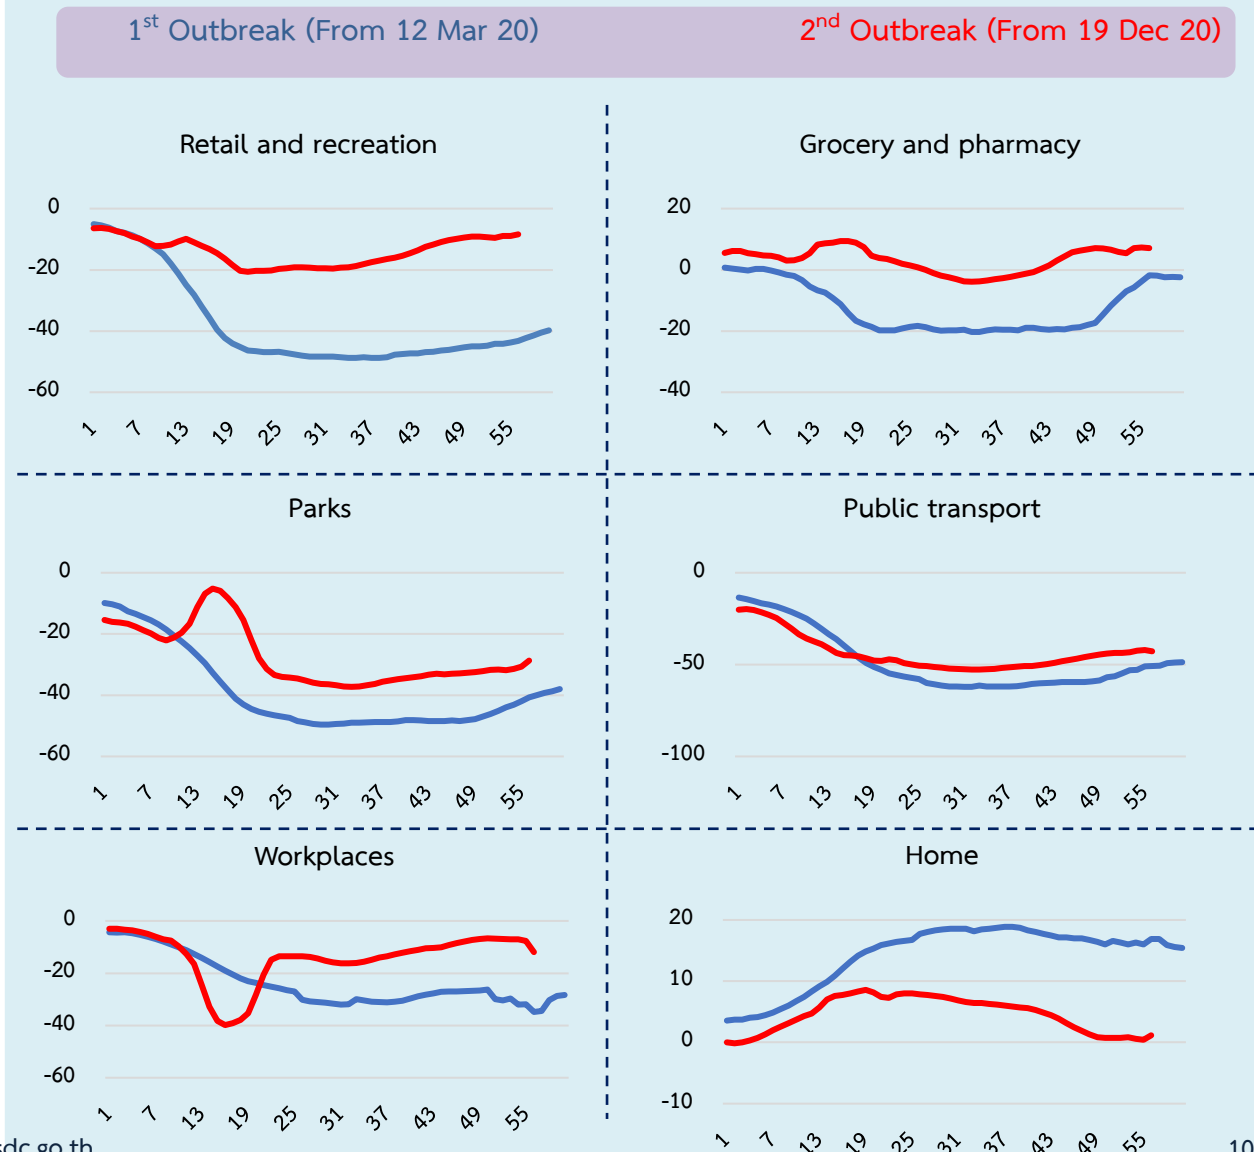 1st Outbreak (From 12 Mar 20) 2nd Outbreak (From 19 Dec 20)
Retail and recreation
0
-20
-40
-60
1 7 13 19 25 31 37 43 49 55
Grocery and pharmacy
20
0
-20
-40
1 7 13 19 25 31 37 43 49 55
Parks
0
-20
-40
-60
1 7 13 19 25 31 37 43 49 55
Public transport
0
-50
-100
1 7 13 19 25 31 37 43 49 55
Workplaces
0
-20
-40
-60
1 7 13 19 25 31 37 43 49 55
Home
20
10
0
-10
1 7 13 19 25 31 37 43 49 55
sdc.go.th 10